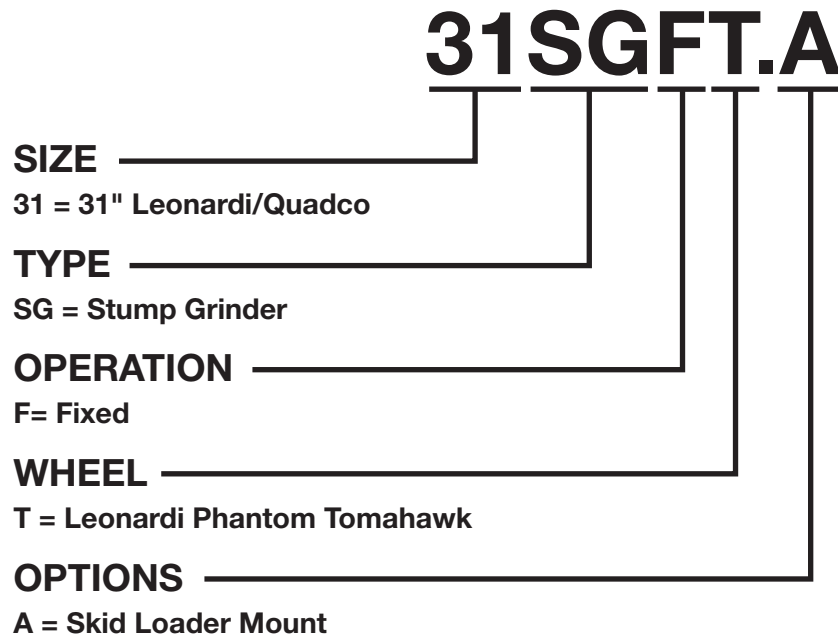 31SGFT.A
SIZE
31 = 31" Leonardi/Quadco
TYPE
SG = Stump Grinder
OPERATION
F= Fixed
WHEEL
T = Leonardi Phantom Tomahawk
OPTIONS
A = Skid Loader Mount